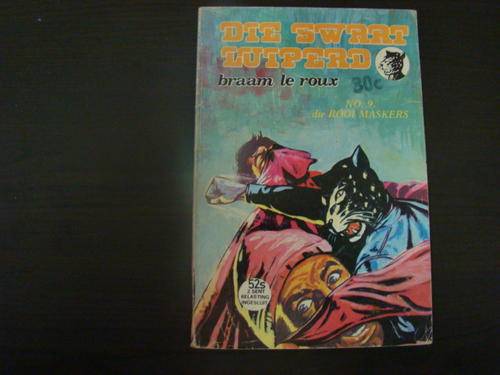 DIE SWART
LUIPERD
braam le roux
30c
NO. 9.
die ROOI MASKERS
52s
2 SENT
BELASTING
INGESLUIT